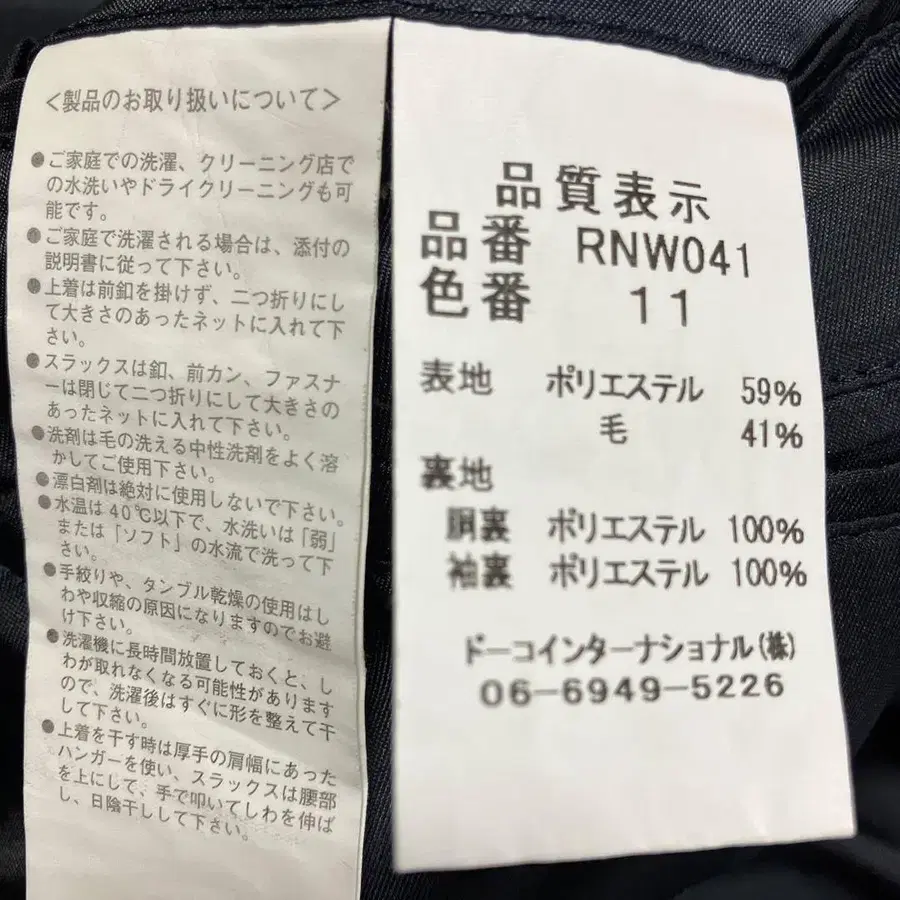 <製品のお取り扱いについて>
●ご家庭での洗濯、クリーニング店で
の水洗いやドライクリーニングも可
能です。
●ご家庭で洗濯される場合は、添付の
説明書に従って下さい。
●上着は前釦を掛けず、二つ折りにし
て大きさのあったネットに入れて下
さい。
●スラックスは釦、前カン、ファスナ
ーは閉じて二つ折りにして大きさの
あったネットに入れて下さい。
●洗剤は毛の洗える中性洗剤をよく溶
かしてご使用下さい。
●漂白剤は絶対に使用しないで下さい。
●水温は40℃以下で、水洗いは「弱」
または「ソフト」の水流で洗って下
さい。
●手絞りや、タンブル乾燥の使用はし
わや収縮の原因になりますのでお避
け下さい。
●洗濯機に長時間放置しておくと、し
わが取れなくなる可能性があります
ので、洗濯後はすぐに形を整えて干
して下さい。
●上着を干す時は厚手の肩幅にあった
ハンガーを使い、スラックスは腰部
を上にして、手で叩いてしわを伸ば
し、日陰干しして下さい。
品質表示
品番 RNW041
色番 11
表地 ポリエステル 59%
毛 41%
裏地
胴裏 ポリエステル 100%
袖裏 ポリエステル 100%
ドーコインターナショナル(株)
06-6949-5226